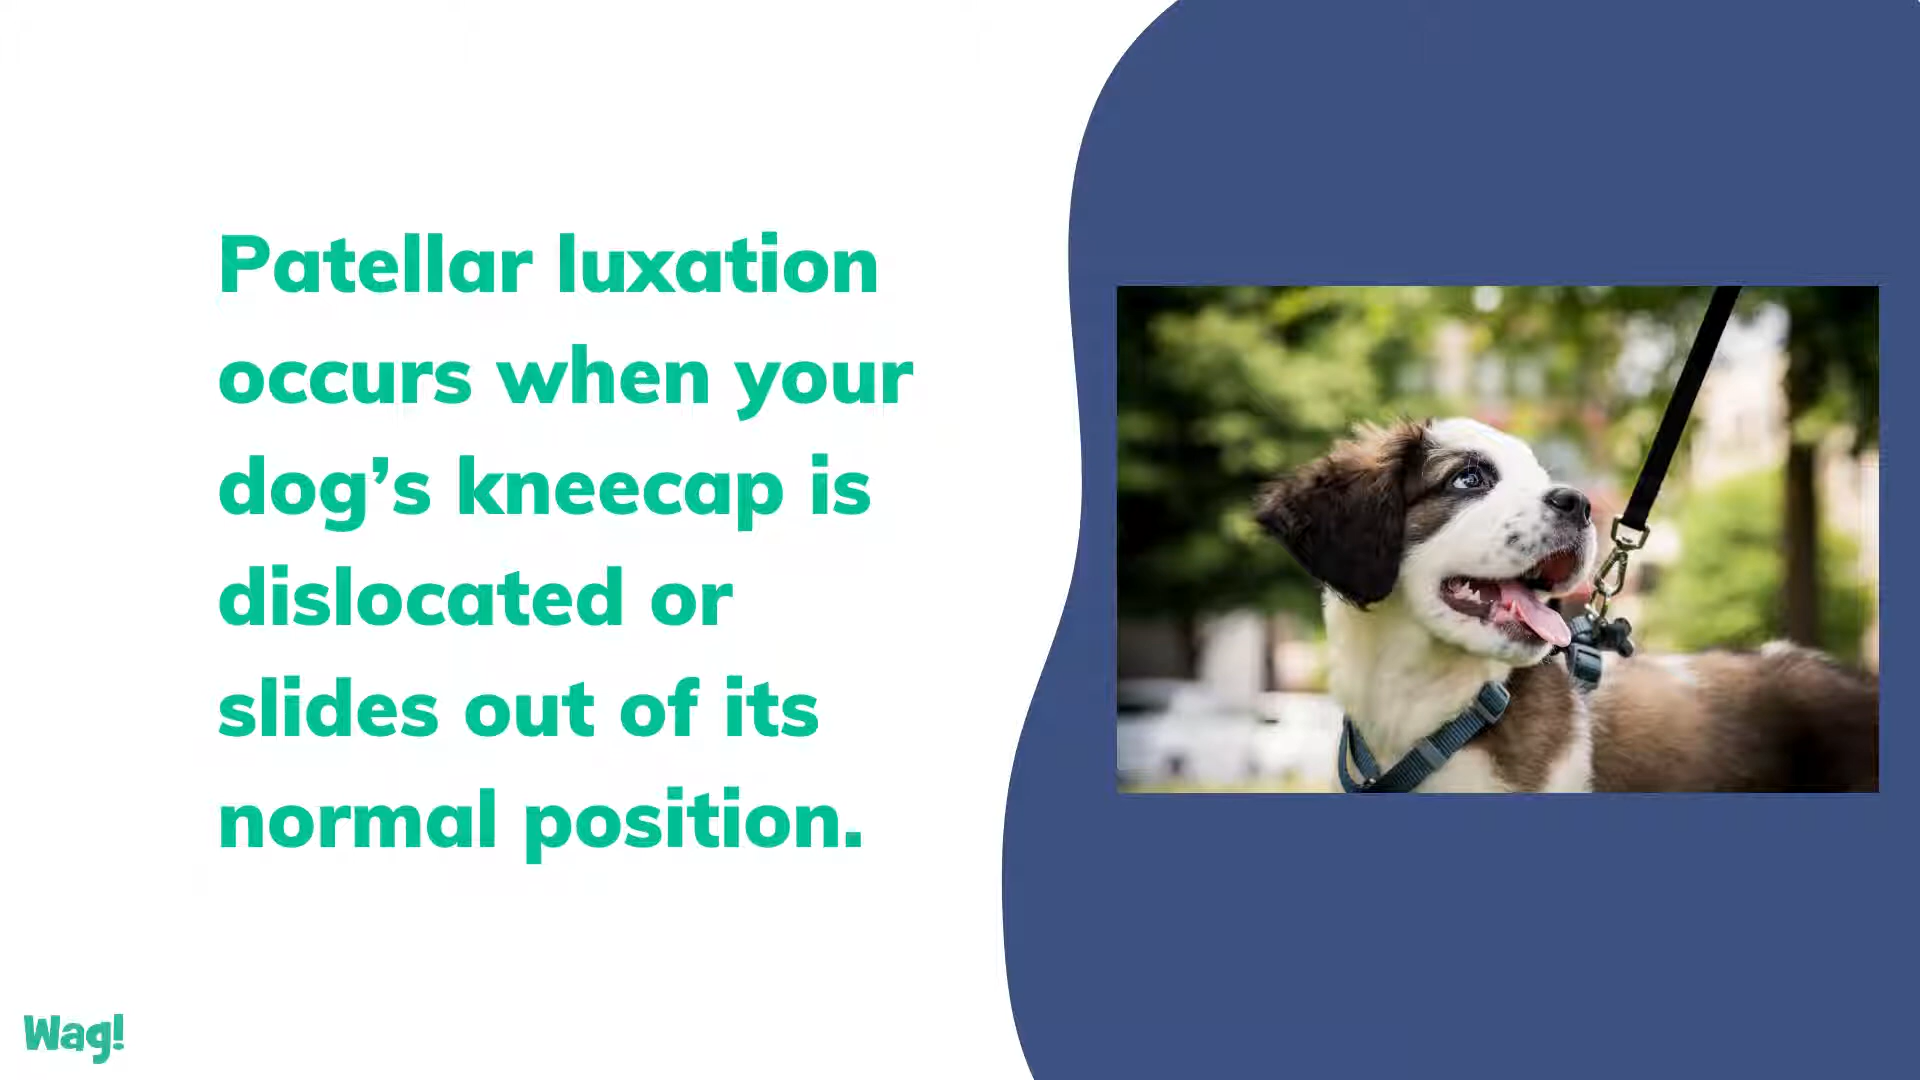 Patellar luxation
occurs when your
dog’s kneecap is
dislocated or
slides out of its
normal position.
Wag!